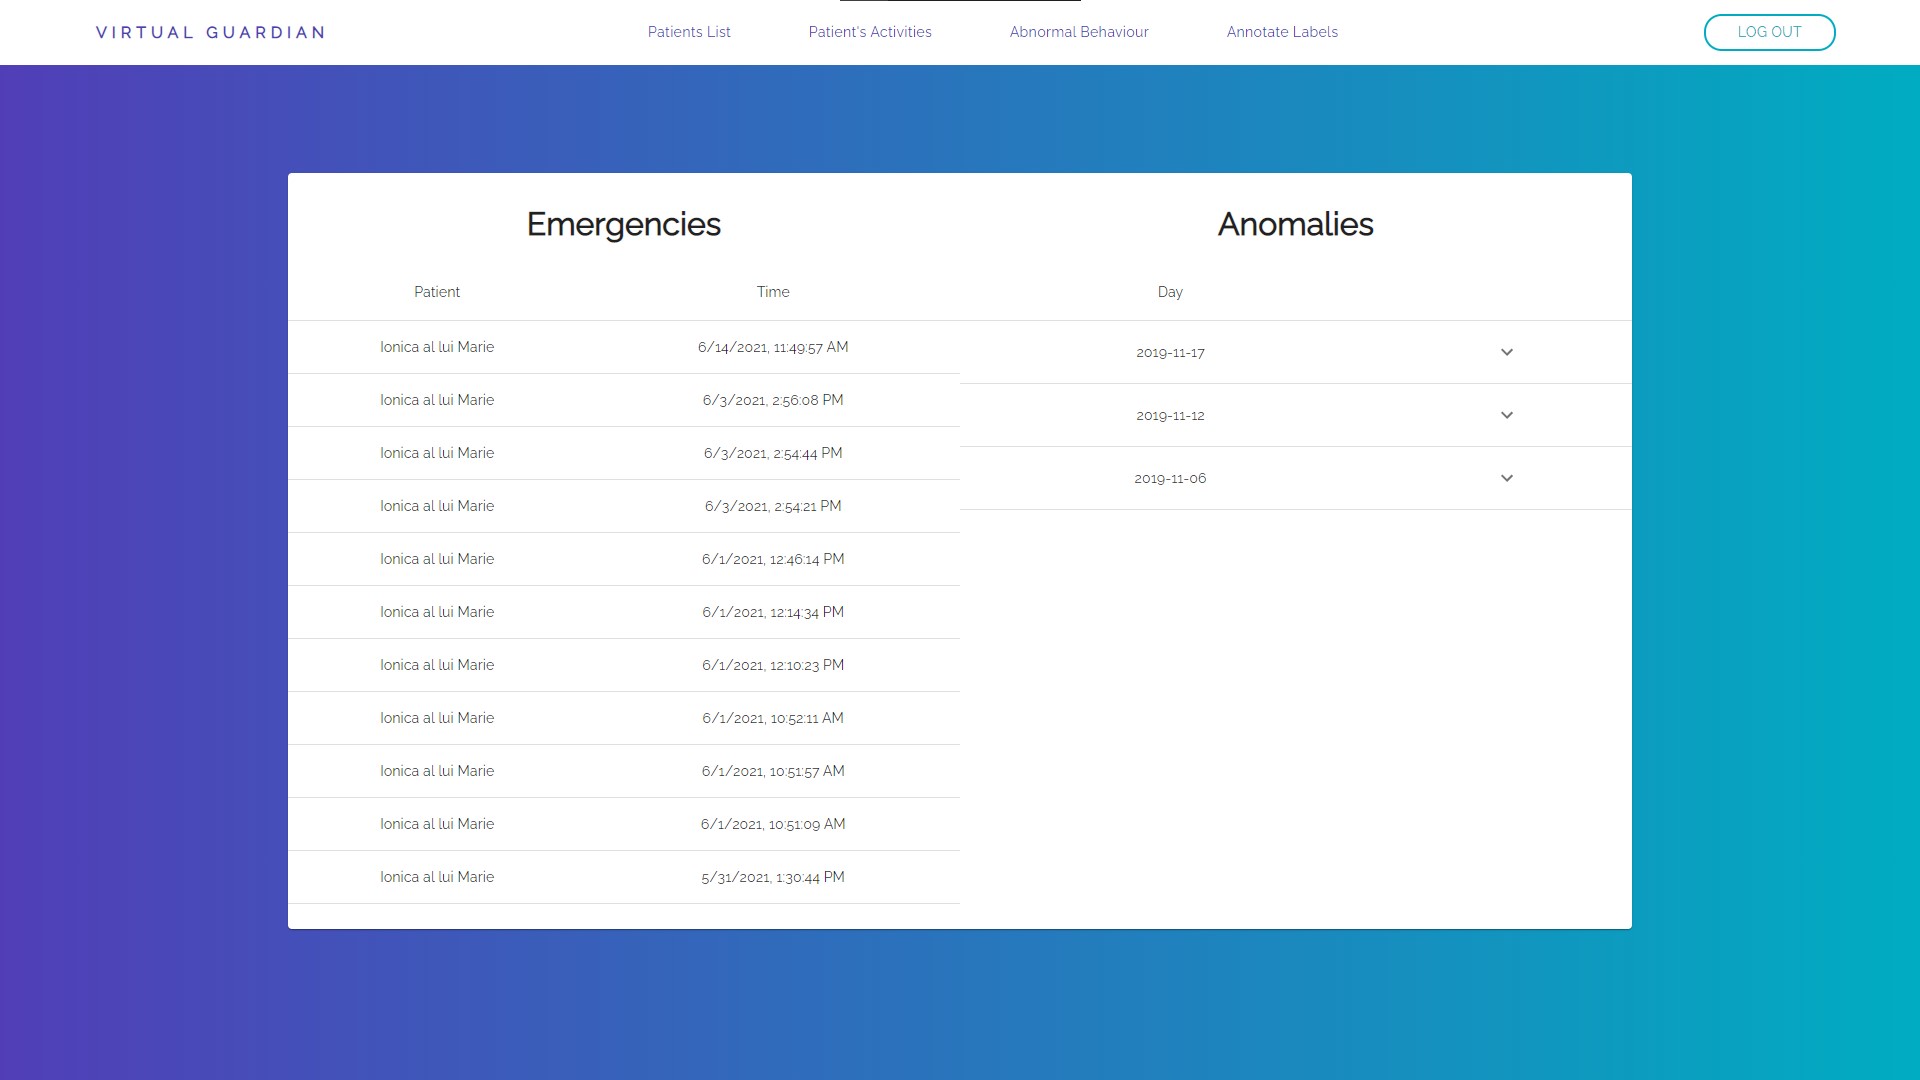 VIRTUAL GUARDIAN
Patients List
Patient's Activities
Abnormal Behaviour
Annotate Labels
LOG OUT
Emergencies
Patient Time
Ionica al lui Marie 6/14/2021, 11:49:57 AM
Ionica al lui Marie 6/3/2021, 2:56:08 PM
Ionica al lui Marie 6/3/2021, 2:54:44 PM
Ionica al lui Marie 6/3/2021, 2:54:21 PM
Ionica al lui Marie 6/1/2021, 12:46:14 PM
Ionica al lui Marie 6/1/2021, 12:14:34 PM
Ionica al lui Marie 6/1/2021, 12:10:23 PM
Ionica al lui Marie 6/1/2021, 10:52:11 AM
Ionica al lui Marie 6/1/2021, 10:51:57 AM
Ionica al lui Marie 6/1/2021, 10:51:09 AM
Ionica al lui Marie 5/31/2021, 1:30:44 PM
Anomalies
Day
2019-11-17
2019-11-12
2019-11-06